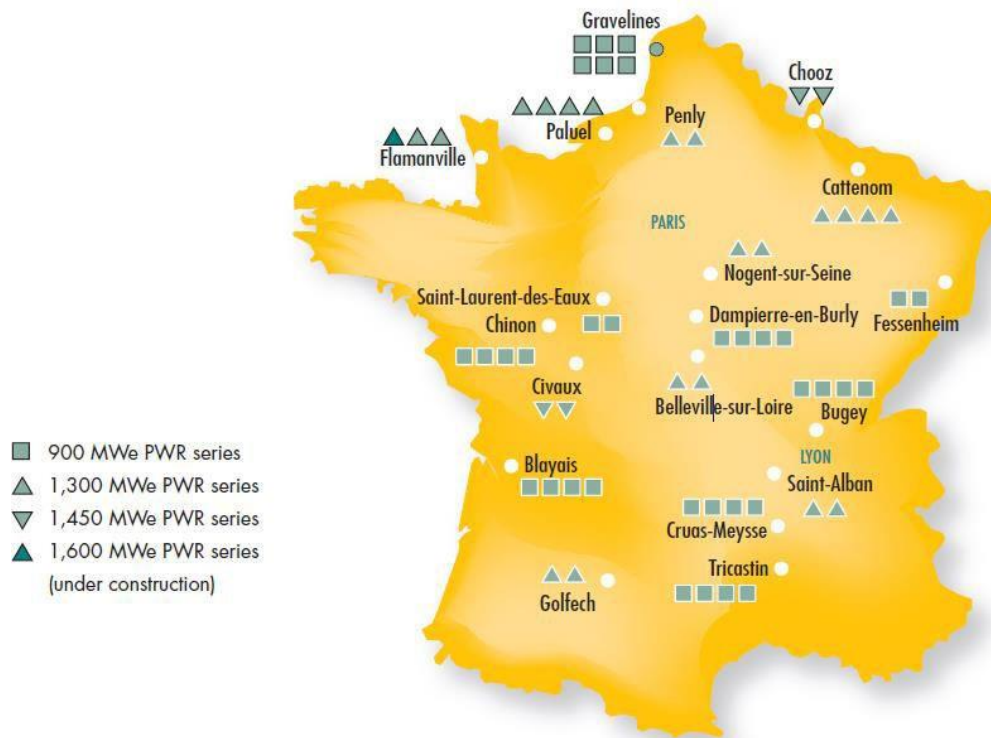 Gravelines
Chooz
Penly
Paluel
Flamanville
Cattenom
PARIS
Nogent-sur-Seine
Saint-Laurent-des-Eaux
Dampierre-en-Burly
Fessenheim
Chinon
Civaux
Belleville-sur-Loire
Bugey
900 MWe PWR series
1,300 MWe PWR series
1,450 MWe PWR series
1,600 MWe PWR series
(under construction)
Blayais
LYON
Saint-Alban
Cruas-Meysse
Tricastin
Golfech